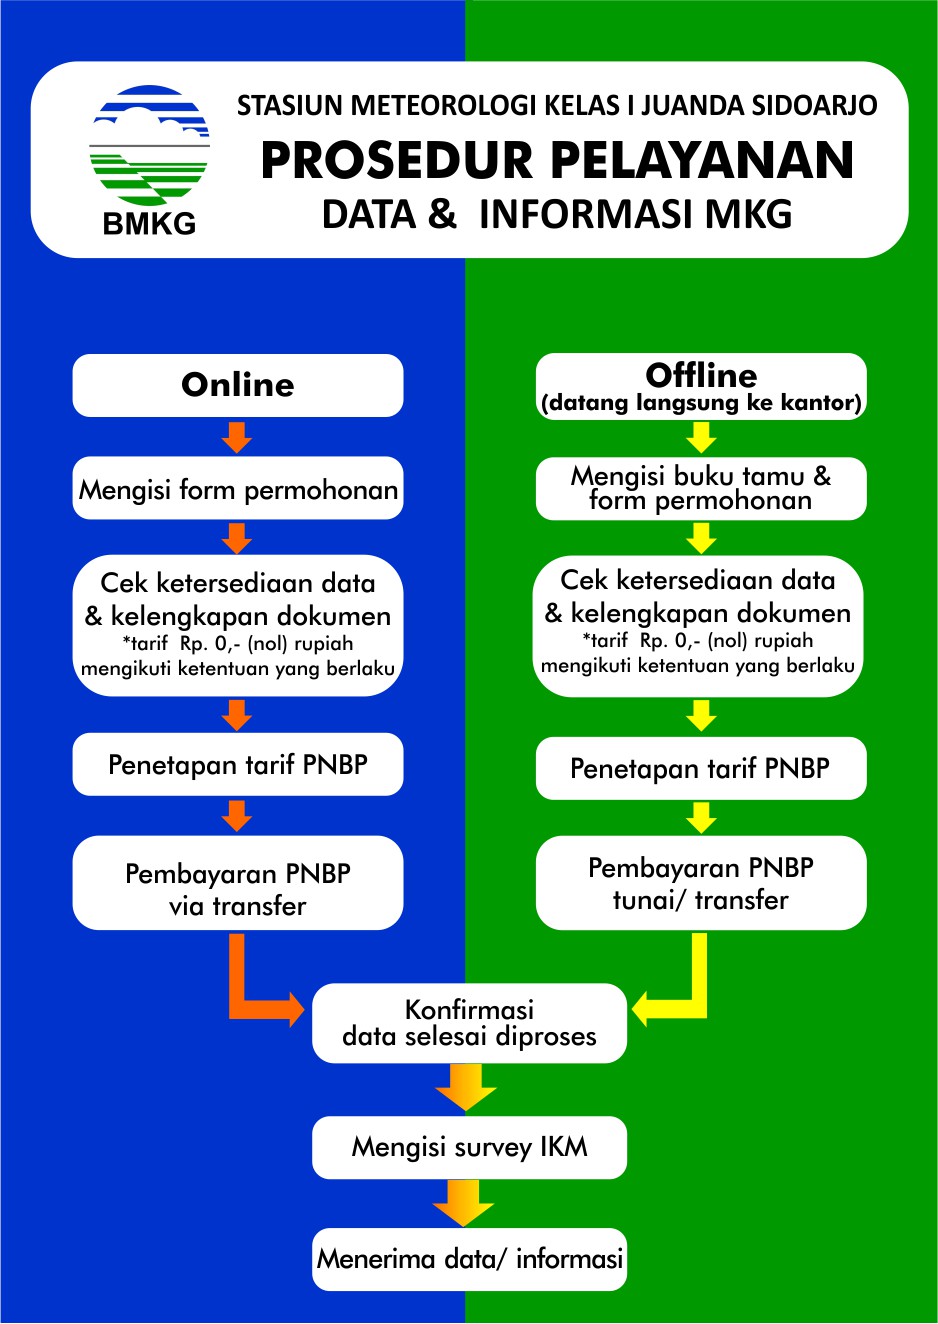 BMKG
STASIUN METEOROLOGI KELAS I JUANDA SIDOARJO
PROSEDUR PELAYANAN
DATA & INFORMASI MKG
Online
Mengisi form permohonan
Cek ketersediaan data
& kelengkapan dokumen
*tarif Rp. 0,- (nol) rupiah
mengikuti ketentuan yang berlaku
Penetapan tarif PNBP
Pembayaran PNBP
via transfer
Offline
(datang langsung ke kantor)
Mengisi buku tamu &
form permohonan
Cek ketersediaan data
& kelengkapan dokumen
*tarif Rp. 0,- (nol) rupiah
mengikuti ketentuan yang berlaku
Penetapan tarif PNBP
Pembayaran PNBP
tunai/ transfer
Konfirmasi
data selesai diproses
Mengisi survey IKM
Menerima data/ informasi